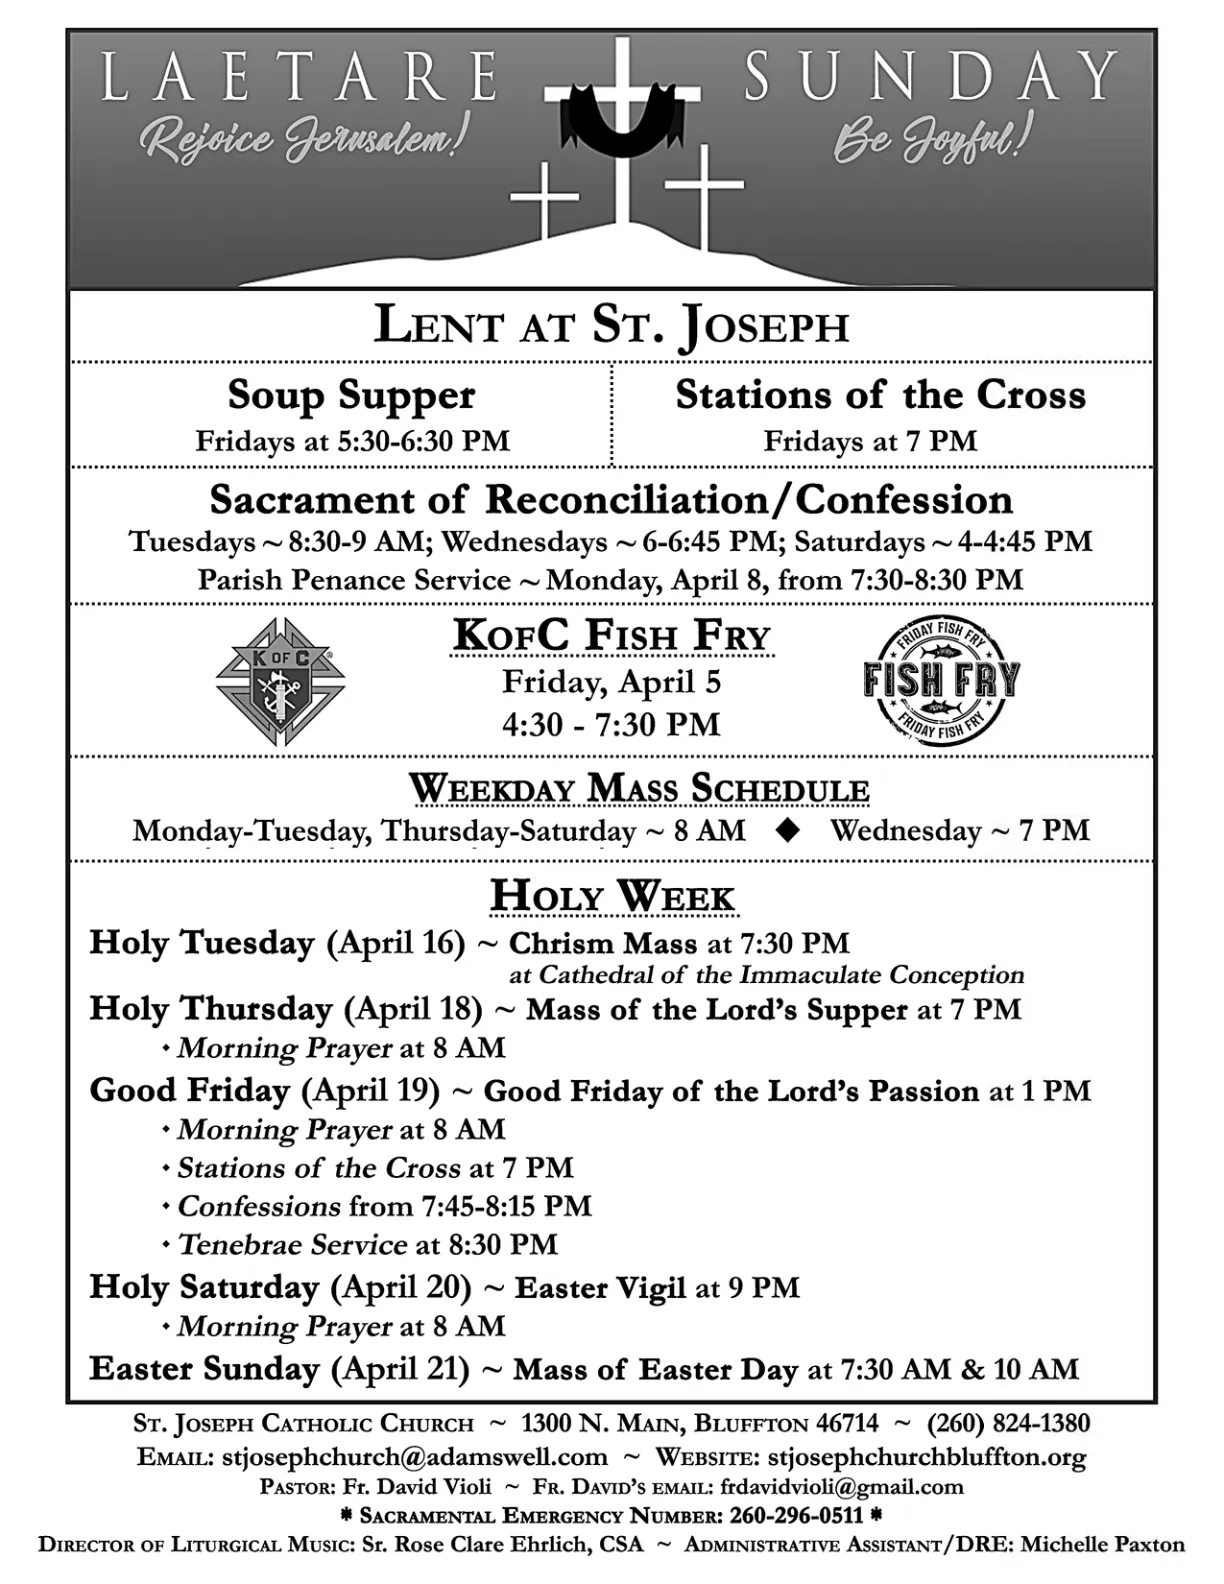 LAETARE SUNDAY
Rejoice Jerusalem! Be Joyful!
LENT AT ST. JOSEPH
Soup Supper
Fridays at 5:30-6:30 PM
Stations of the Cross
Fridays at 7 PM
Sacrament of Reconciliation/Confession
Tuesdays ~ 8:30-9 AM; Wednesdays ~ 6-6:45 PM; Saturdays ~ 4-4:45 PM
Parish Penance Service ~ Monday, April 8, from 7:30-8:30 PM
K OF C
KOFC FISH FRY
Friday, April 5
4:30 - 7:30 PM
FRIDAY FISH FRY
FISH FRY
FRIDAY FISH FRY
WEEKDAY MASS SCHEDULE
Monday-Tuesday, Thursday-Saturday ~ 8 AM ◆ Wednesday ~ 7 PM
HOLY WEEK
Holy Tuesday (April 16) ~ Chrism Mass at 7:30 PM
at Cathedral of the Immaculate Conception
Holy Thursday (April 18) ~ Mass of the Lord's Supper at 7 PM
• Morning Prayer at 8 AM
Good Friday (April 19) ~ Good Friday of the Lord's Passion at 1 PM
• Morning Prayer at 8 AM
• Stations of the Cross at 7 PM
• Confessions from 7:45-8:15 PM
• Tenebrae Service at 8:30 PM
Holy Saturday (April 20) ~ Easter Vigil at 9 PM
• Morning Prayer at 8 AM
Easter Sunday (April 21) ~ Mass of Easter Day at 7:30 AM & 10 AM
ST. JOSEPH CATHOLIC CHURCH ~ 1300 N. MAIN, BLUFFTON 46714 ~ (260) 824-1380
EMAIL: stjosephchurch@adamswell.com ~ WEBSITE: stjosephchurchbluffton.org
PASTOR: Fr. David Violi ~ FR. DAVID'S EMAIL: frdavidvioli@gmail.com
* SACRAMENTAL EMERGENCY NUMBER: 260-296-0511 *
DIRECTOR OF LITURGICAL MUSIC: Sr. Rose Clare Ehrlich, CSA ~ ADMINISTRATIVE ASSISTANT/DRE: Michelle Paxton